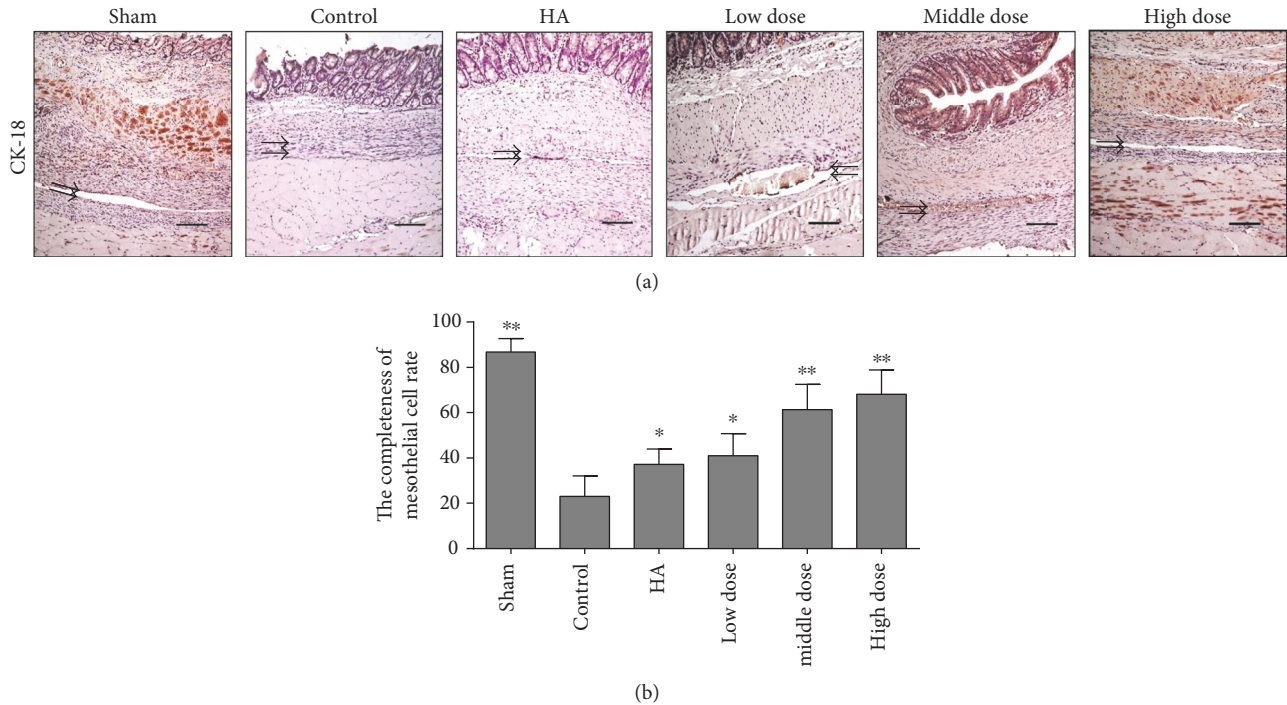 Sham
Control
HA
Low dose
Middle dose
High dose
CK-18
(a)
The completeness of
mesothelial cell rate
100
80
60
40
20
0
**
*
*
**
**
Sham
Control
HA
Low dose
middle dose
High dose
(b)